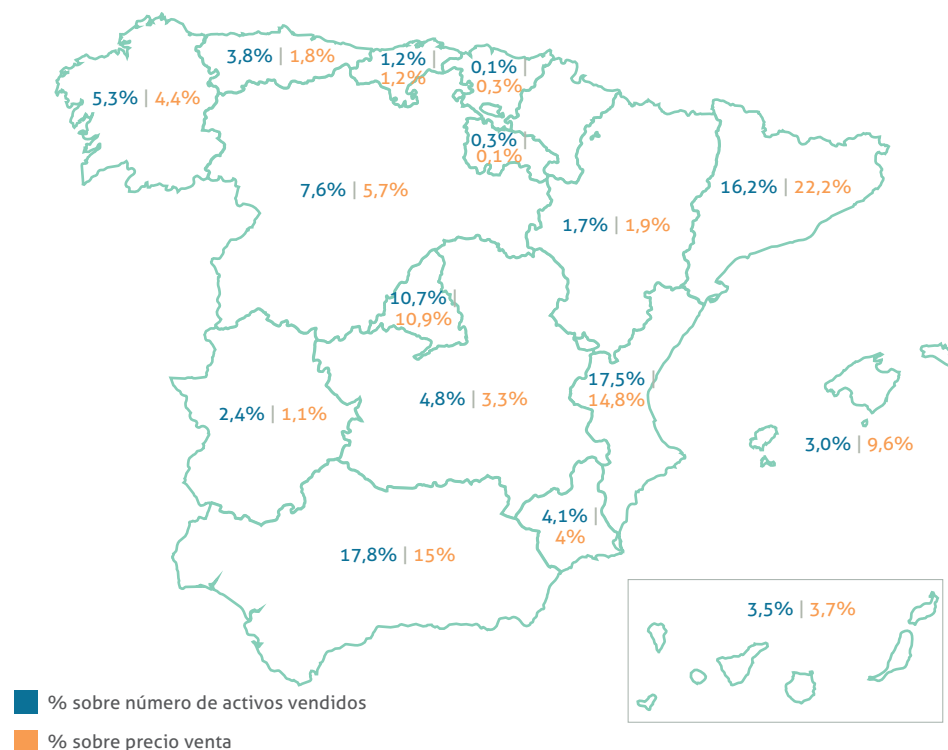 3,8% | 1,8%
1,2% |
1,2%
0,1% |
0,3%
5,3% | 4,4%
0,3% |
0,1%
7,6% | 5,7%
16,2% | 22,2%
1,7% | 1,9%
10,7% |
10,9%
17,5% |
14,8%
2,4% | 1,1%
4,8% | 3,3%
3,0% | 9,6%
4,1% |
4%
17,8% | 15%
3,5% | 3,7%
% sobre número de activos vendidos
% sobre precio venta